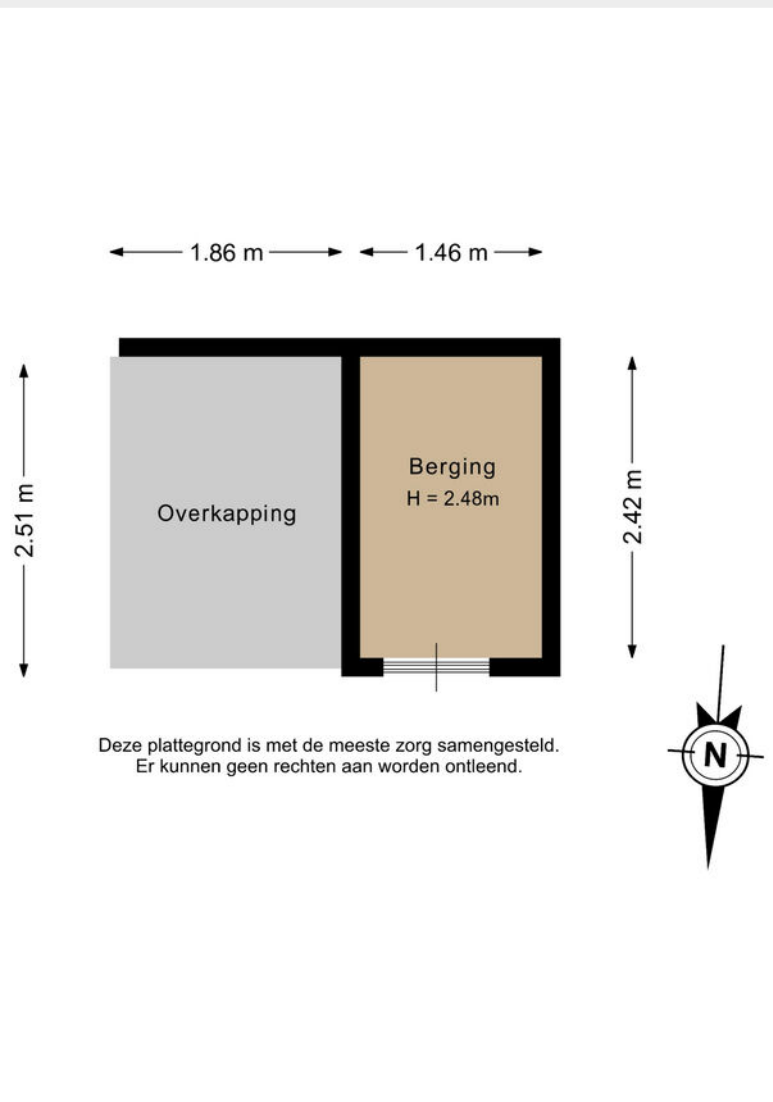 1.86 m
1.46 m
2.51 m
Overkapping
Berging
H = 2.48m
2.42 m
Deze plattegrond is met de meeste zorg samengesteld.
Er kunnen geen rechten aan worden ontleend.
N